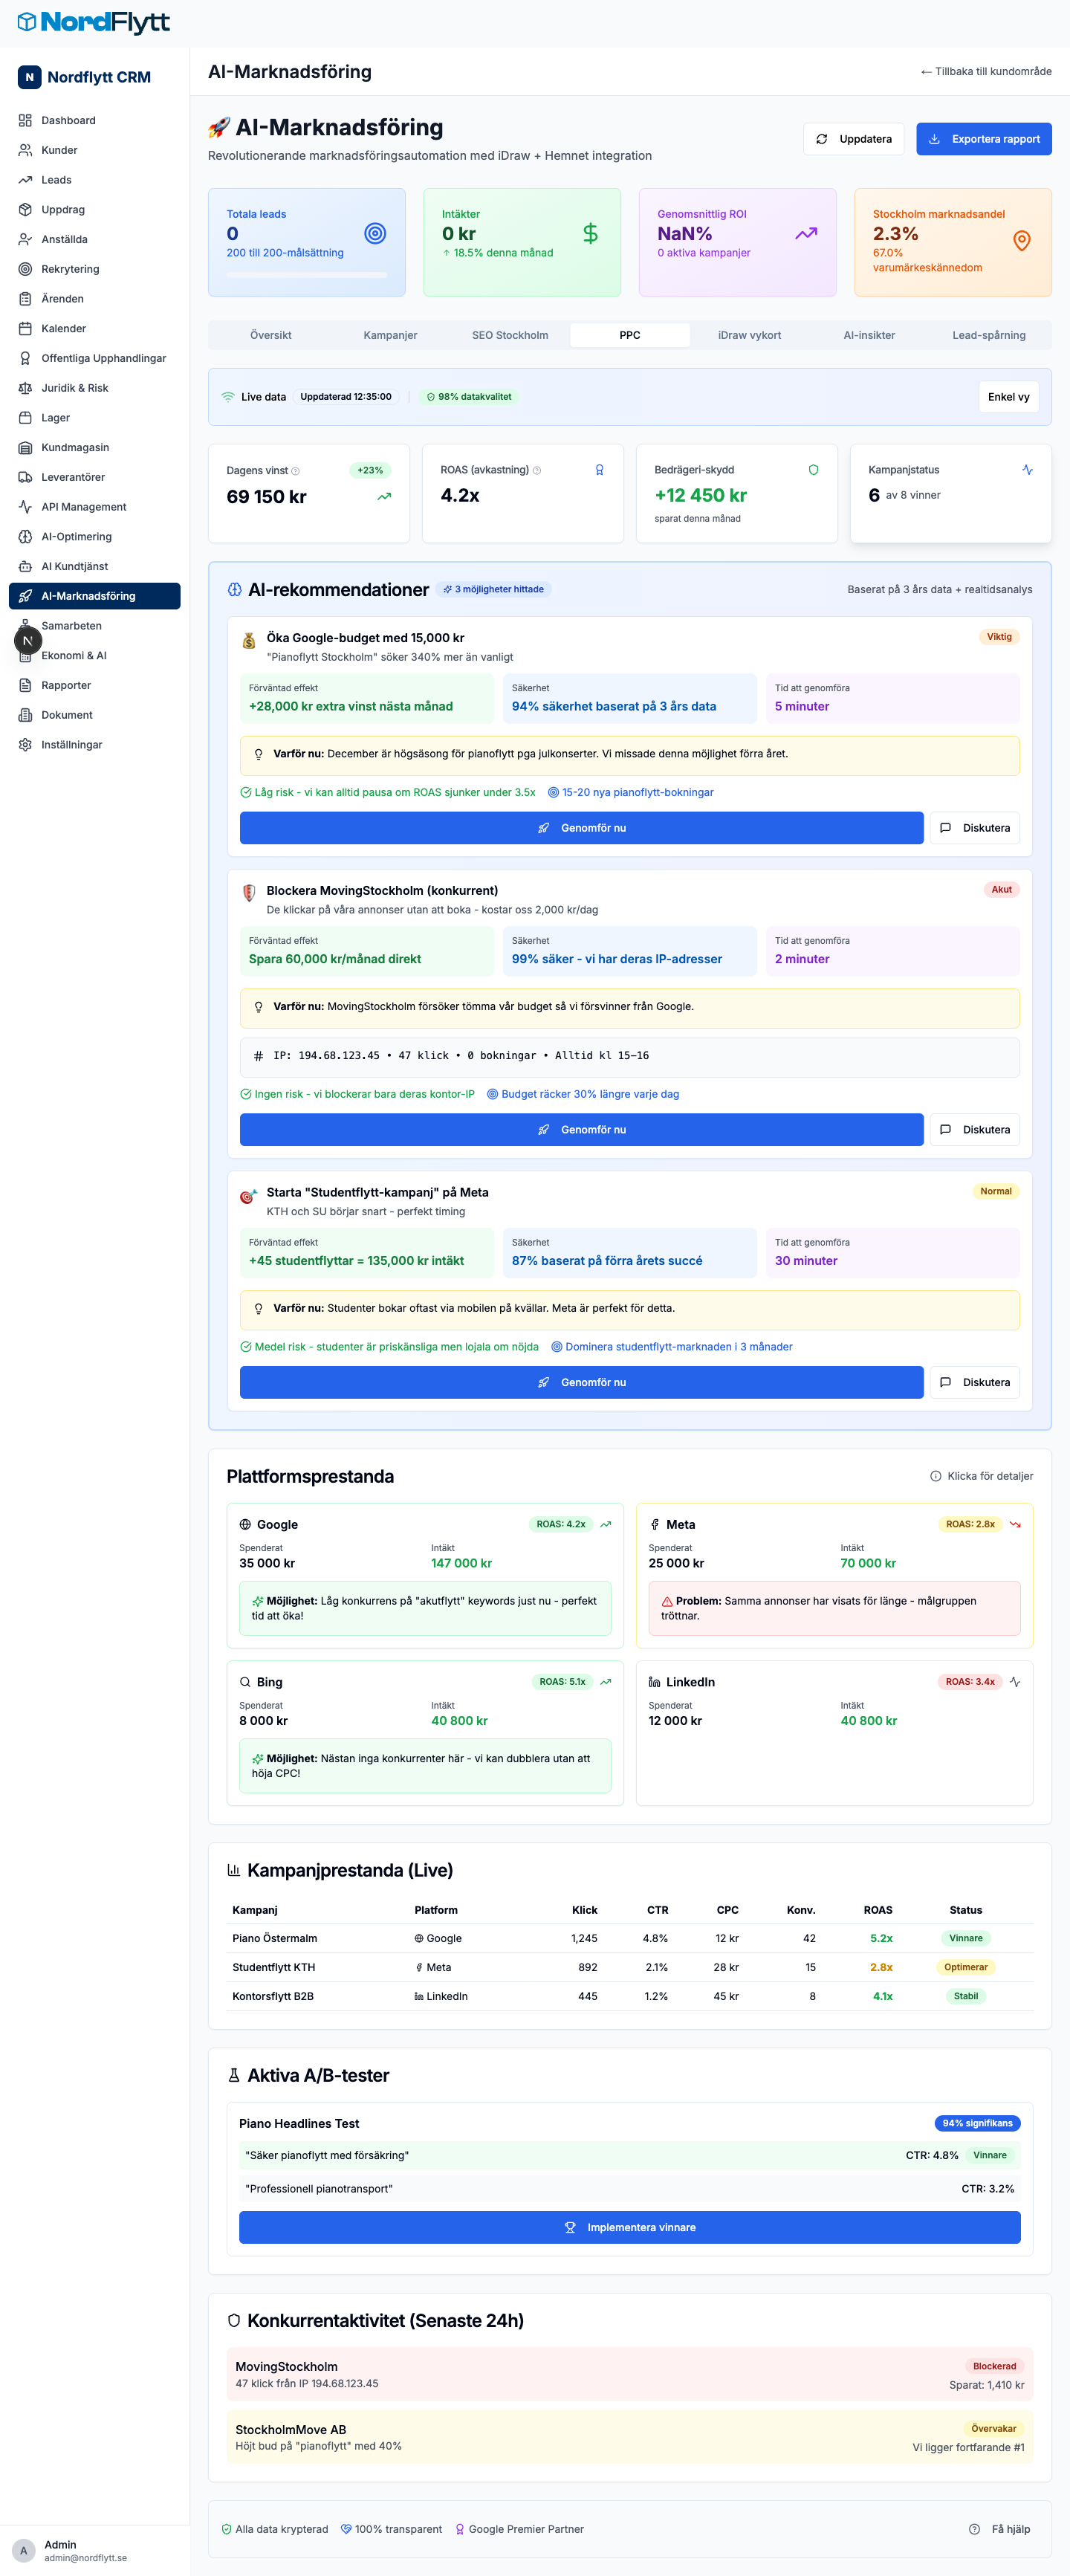 NordFlytt
N Nordflytt CRM
Dashboard
Kunder
Leads
Uppdrag
Anställda
Rekrytering
Ärenden
Kalender
Offentliga Upphandlingar
Juridik & Risk
Lager
Kundmagasin
Leverantörer
API Management
AI-Optimering
AI Kundtjänst
AI-Marknadsföring
Samarbeten
N
Ekonomi & AI
Rapporter
Dokument
Inställningar
A Admin
admin@nordflytt.se
AI-Marknadsföring
← Tillbaka till kundområde
🚀 AI-Marknadsföring
Revolutionerande marknadsföringsautomation med iDraw + Hemnet integration
Uppdatera
Exportera rapport
Totala leads
0
200 till 200-målsättning
Intäkter
0 kr
↑ 18.5% denna månad
Genomsnittlig ROI
NaN%
0 aktiva kampanjer
Stockholm marknadsandel
2.3%
67.0%
varumärkeskännedom
Översikt Kampanjer SEO Stockholm PPC iDraw vykort AI-insikter Lead-spårning
Live data Uppdaterad 12:35:00 98% datakvalitet Enkel vy
Dagens vinst +23%
69 150 kr
ROAS (avkastning)
4.2x
Bedrägeri-skydd
+12 450 kr
sparat denna månad
Kampanjstatus
6 av 8 vinner
AI-rekommendationer 3 möjligheter hittade Baserat på 3 års data + realtidsanalys
Öka Google-budget med 15,000 kr Viktig
"Pianoflytt Stockholm" söker 340% mer än vanligt
Förväntad effekt
+28,000 kr extra vinst nästa månad
Säkerhet
94% säkerhet baserat på 3 års data
Tid att genomföra
5 minuter
Varför nu: December är högsäsong för pianoflytt pga julkonserter. Vi missade denna möjlighet förra året.
Låg risk - vi kan alltid pausa om ROAS sjunker under 3.5x 15-20 nya pianoflytt-bokningar
Genomför nu Diskutera
Blockera MovingStockholm (konkurrent) Akut
De klickar på våra annonser utan att boka - kostar oss 2,000 kr/dag
Förväntad effekt
Spara 60,000 kr/månad direkt
Säkerhet
99% säker - vi har deras IP-adresser
Tid att genomföra
2 minuter
Varför nu: MovingStockholm försöker tömma vår budget så vi försvinner från Google.
IP: 194.68.123.45 • 47 klick • 0 bokningar • Alltid kl 15-16
Ingen risk - vi blockerar bara deras kontor-IP Budget räcker 30% längre varje dag
Genomför nu Diskutera
Starta "Studentflytt-kampanj" på Meta Normal
KTH och SU börjar snart - perfekt timing
Förväntad effekt
+45 studentflyttar = 135,000 kr intäkt
Säkerhet
87% baserat på förra årets succé
Tid att genomföra
30 minuter
Varför nu: Studenter bokar oftast via mobilen på kvällar. Meta är perfekt för detta.
Medel risk - studenter är priskänsliga men lojala om nöjda Dominera studentflytt-marknaden i 3 månader
Genomför nu Diskutera
Plattformsprestanda Klicka för detaljer
Google ROAS: 4.2x
Spenderat Intäkt
35 000 kr 147 000 kr
Möjlighet: Låg konkurrens på "akutflytt" keywords just nu - perfekt
tid att öka!
Meta ROAS: 2.8x
Spenderat Intäkt
25 000 kr 70 000 kr
Problem: Samma annonser har visats för länge - målgruppen
tröttnar.
Bing ROAS: 5.1x
Spenderat Intäkt
8 000 kr 40 800 kr
Möjlighet: Nästan inga konkurrenter här - vi kan dubblera utan att
höja CPC!
LinkedIn ROAS: 3.4x
Spenderat Intäkt
12 000 kr 40 800 kr
Kampanjprestanda (Live)
Kampanj Platform Klick CTR CPC Konv. ROAS Status
Piano Östermalm Google 1,245 4.8% 12 kr 42 5.2x Vinnare
Studentflytt KTH Meta 892 2.1% 28 kr 15 2.8x Optimerar
Kontorsflytt B2B LinkedIn 445 1.2% 45 kr 8 4.1x Stabil
Aktiva A/B-tester
Piano Headlines Test 94% signifikans
"Säker pianoflytt med försäkring" CTR: 4.8% Vinnare
"Professionell pianotransport" CTR: 3.2%
Implementera vinnare
Konkurrentaktivitet (Senaste 24h)
MovingStockholm Blockerad
47 klick från IP 194.68.123.45 Sparat: 1,410 kr
StockholmMove AB Övervakar
Höjt bud på "pianoflytt" med 40% Vi ligger fortfarande #1
Alla data krypterad 100% transparent Google Premier Partner Få hjälp